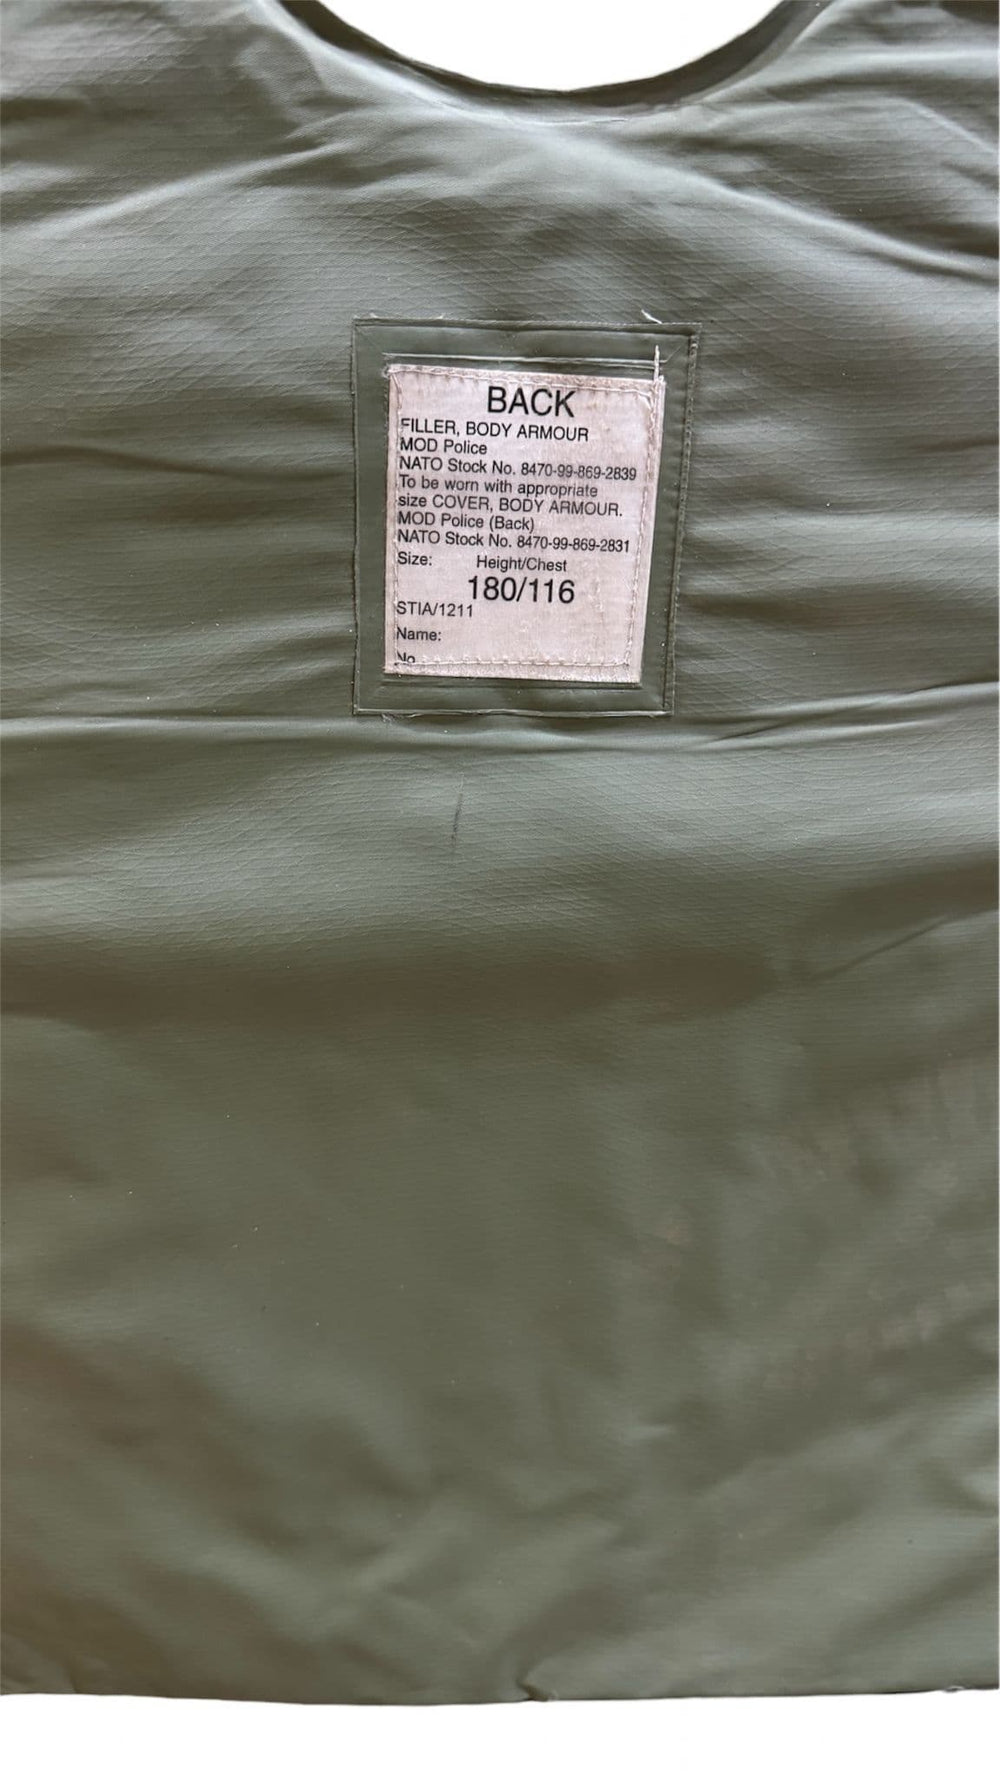 BACK
FILLER, BODY ARMOUR
MOD Police
NATO Stock No. 8470-99-869-2839
To be worn with appropriate
size COVER, BODY ARMOUR.
MOD Police (Back)
NATO Stock No. 8470-99-869-2831
Size: Height/Chest
180/116
STIA/1211
Name:
No